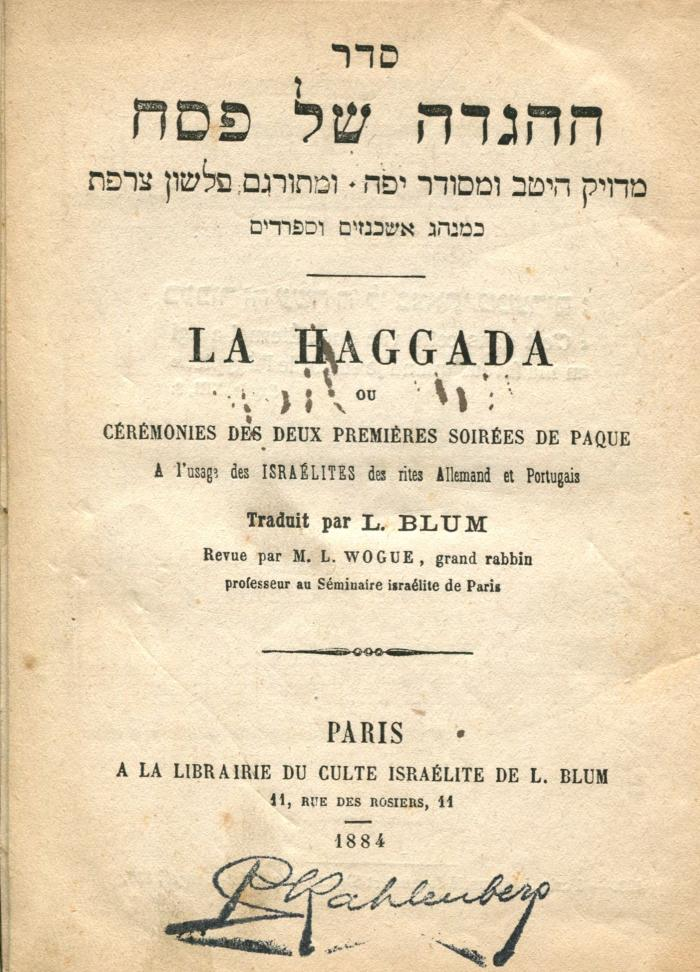 סדר
ההגדה של פסח
מדויק היטב ומסודר יפה · ומתורגם בלשון צרפת
כמנהג אשכנזים וספרדים
LA HAGGADA
OU
CÉRÉMONIES DES DEUX PREMIÈRES SOIRÉES DE PAQUE
A l'usage des ISRAÉLITES des rites Allemand et Portugais
Traduit par L. BLUM
Revue par M. L. WOGUE, grand rabbin
professeur au Séminaire israélite de Paris
PARIS
A LA LIBRAIRIE DU CULTE ISRAÉLITE DE L. BLUM
11, RUE DES ROSIERS, 11
1884
P. Kahlenberg